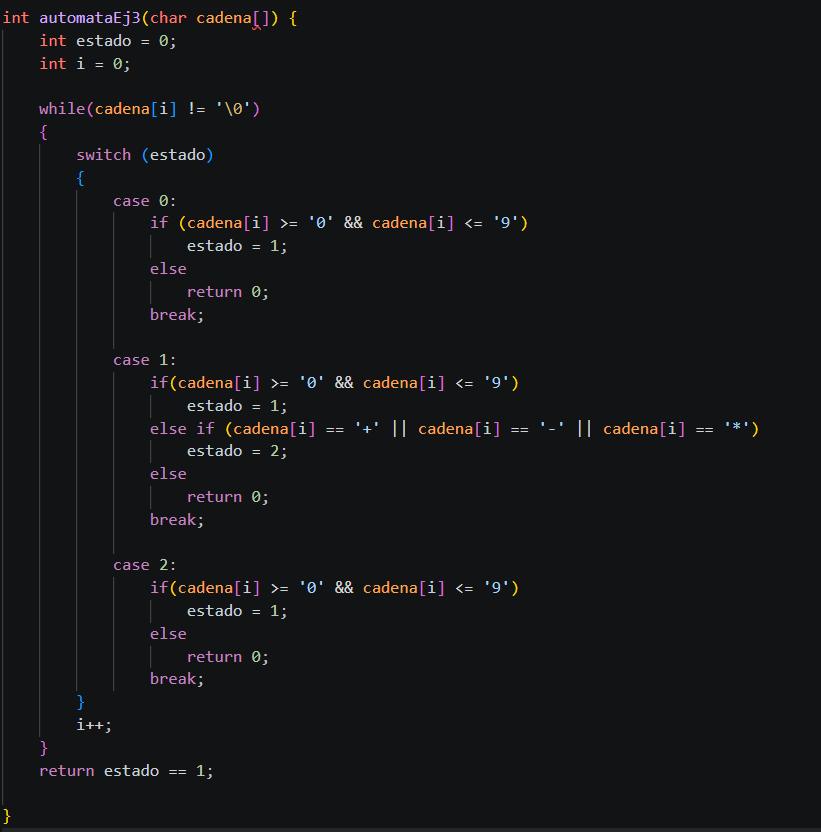 int automataEj3(char cadena[]) {
    int estado = 0;
    int i = 0;

    while(cadena[i] != '\0')
    {
        switch (estado)
        {
            case 0:
                if (cadena[i] >= '0' && cadena[i] <= '9')
                    estado = 1;
                else
                    return 0;
                break;

            case 1:
                if(cadena[i] >= '0' && cadena[i] <= '9')
                    estado = 1;
                else if (cadena[i] == '+' || cadena[i] == '-' || cadena[i] == '*')
                    estado = 2;
                else
                    return 0;
                break;

            case 2:
                if(cadena[i] >= '0' && cadena[i] <= '9')
                    estado = 1;
                else
                    return 0;
                break;
        }
        i++;
    }
    return estado == 1;

}